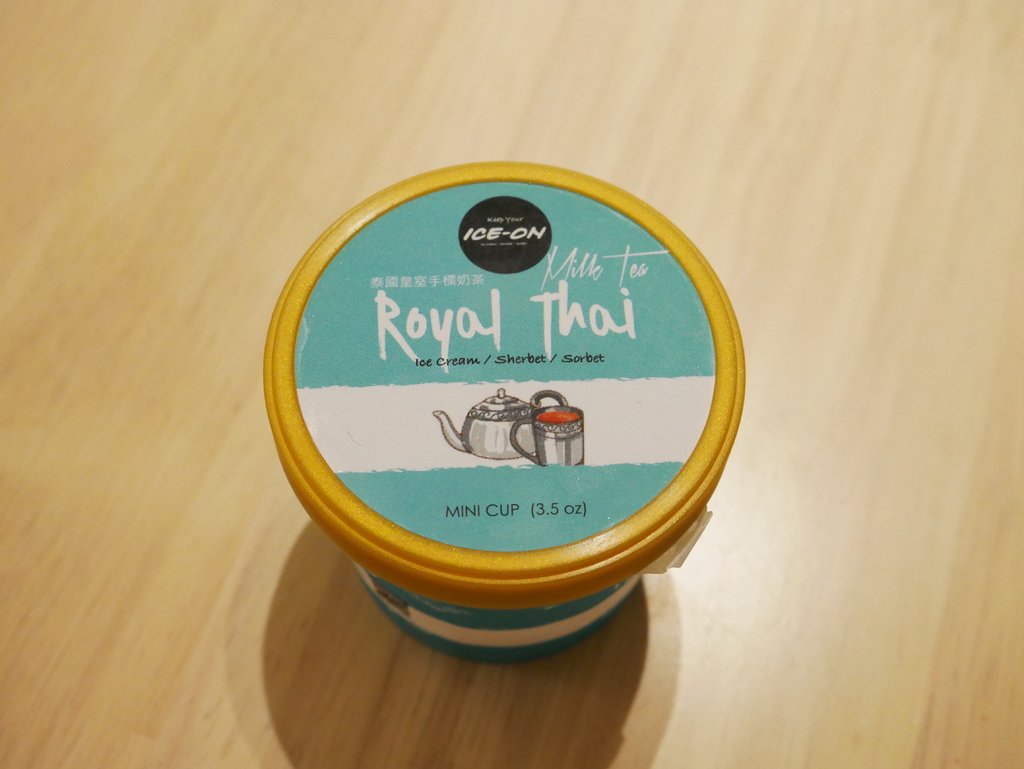 Keep Your
ICE-ON
Milk Tea
泰國皇室手標奶茶
Royal Thai
Ice Cream / Sherbet / Sorbet
MINI CUP (3.5 oz)